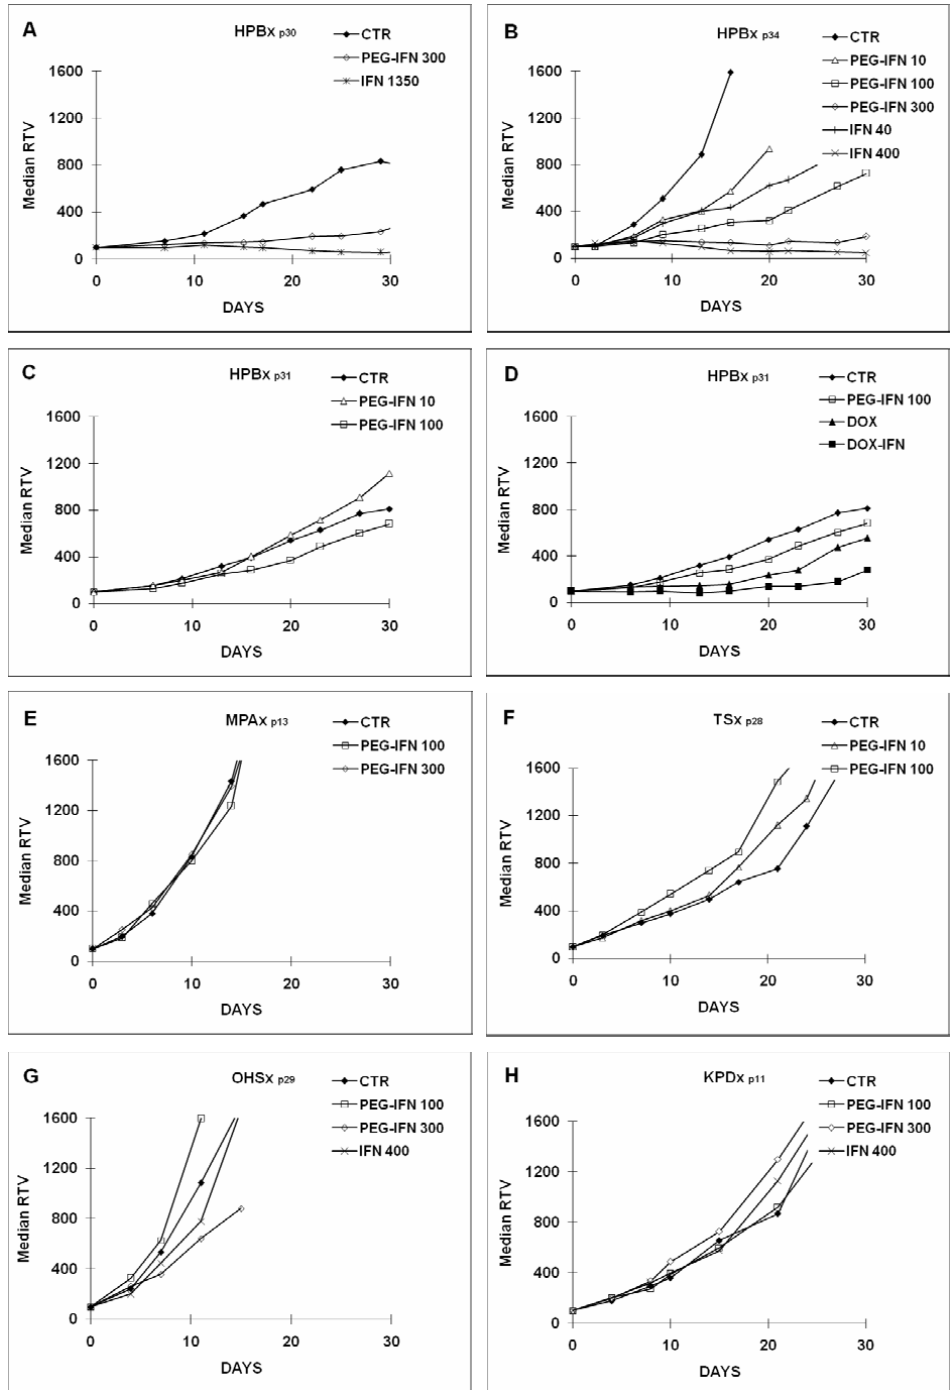 A
HPBx p30
CTR
PEG-IFN 300
IFN 1350
1600
1200
800
400
0
Median RTV
0 10 20 30
DAYS
B
HPBx p34
CTR
PEG-IFN 10
PEG-IFN 100
PEG-IFN 300
IFN 40
IFN 400
1600
1200
800
400
0
Median RTV
0 10 20 30
DAYS
C
HPBx p31
CTR
PEG-IFN 10
PEG-IFN 100
1600
1200
800
400
0
Median RTV
0 10 20 30
DAYS
D
HPBx p31
CTR
PEG-IFN 100
DOX
DOX-IFN
1600
1200
800
400
0
Median RTV
0 10 20 30
DAYS
E
MPAx p13
CTR
PEG-IFN 100
PEG-IFN 300
1600
1200
800
400
0
Median RTV
0 10 20 30
DAYS
F
TSx p28
CTR
PEG-IFN 10
PEG-IFN 100
1600
1200
800
400
0
Median RTV
0 10 20 30
DAYS
G
OHSx p29
CTR
PEG-IFN 100
PEG-IFN 300
IFN 400
1600
1200
800
400
0
Median RTV
0 10 20 30
DAYS
H
KPDx p11
CTR
PEG-IFN 100
PEG-IFN 300
IFN 400
1600
1200
800
400
0
Median RTV
0 10 20 30
DAYS